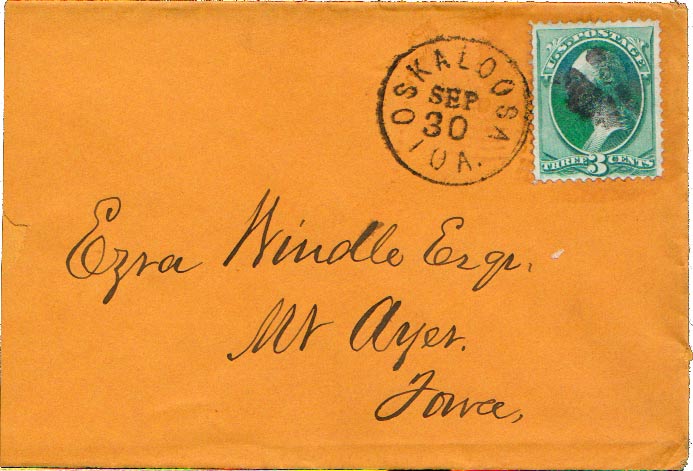 OSKALOOSA
SEP
30
IOA.
U.S. POSTAGE
THREE 3 CENTS
Ezra Windle Esqr.
Mt Ayer.
Iowa,